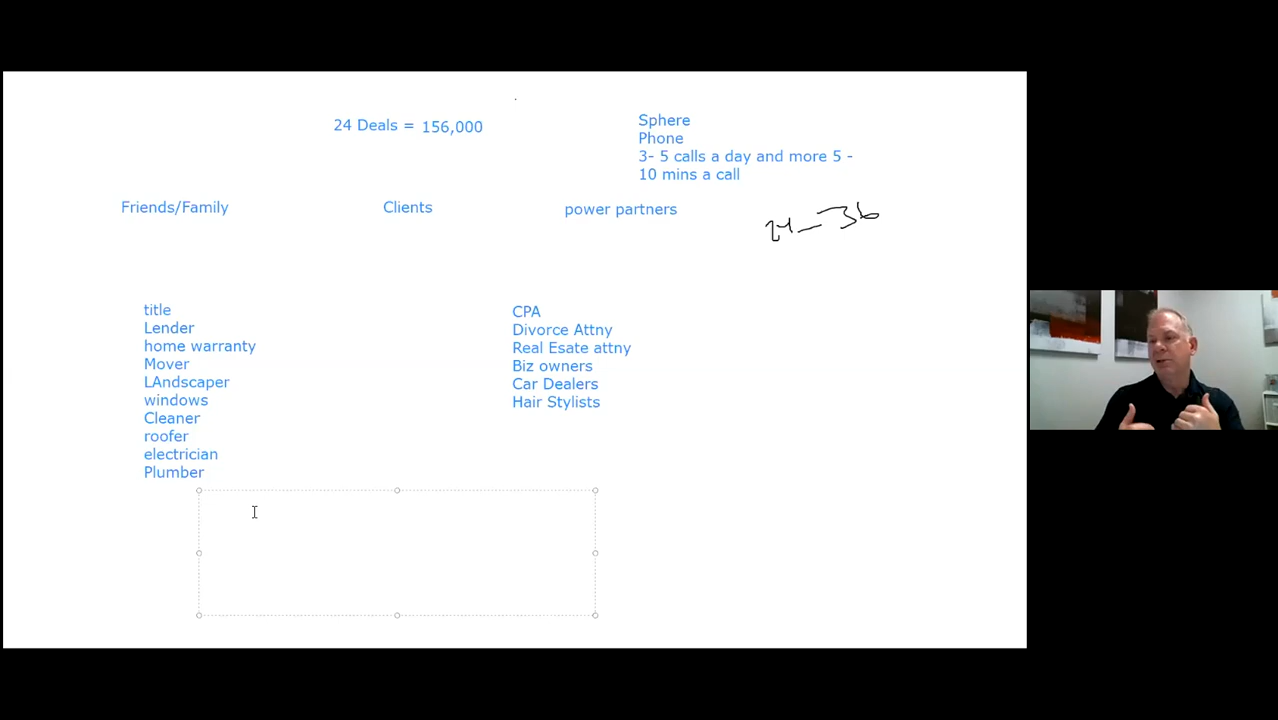 24 Deals = 156,000
Sphere
Phone
3- 5 calls a day and more 5 -
10 mins a call
Friends/Family
Clients
power partners
24 - 36
title
Lender
home warranty
Mover
LAndscaper
windows
Cleaner
roofer
electrician
Plumber
CPA
Divorce Attny
Real Esate attny
Biz owners
Car Dealers
Hair Stylists